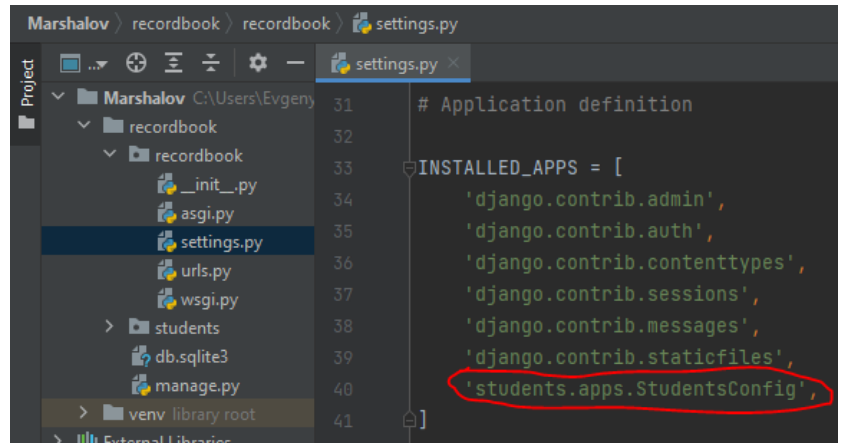 Marshalov recordbook recordbook settings.py
Project
...
settings.py
Marshalov C:\Users\Evgeny
recordbook
recordbook
__init__.py
asgi.py
settings.py
urls.py
wsgi.py
students
db.sqlite3
manage.py
venv library root
External Libraries
31 # Application definition
32
33 INSTALLED_APPS = [
34 'django.contrib.admin',
35 'django.contrib.auth',
36 'django.contrib.contenttypes',
37 'django.contrib.sessions',
38 'django.contrib.messages',
39 'django.contrib.staticfiles',
40 'students.apps.StudentsConfig',
41 ]